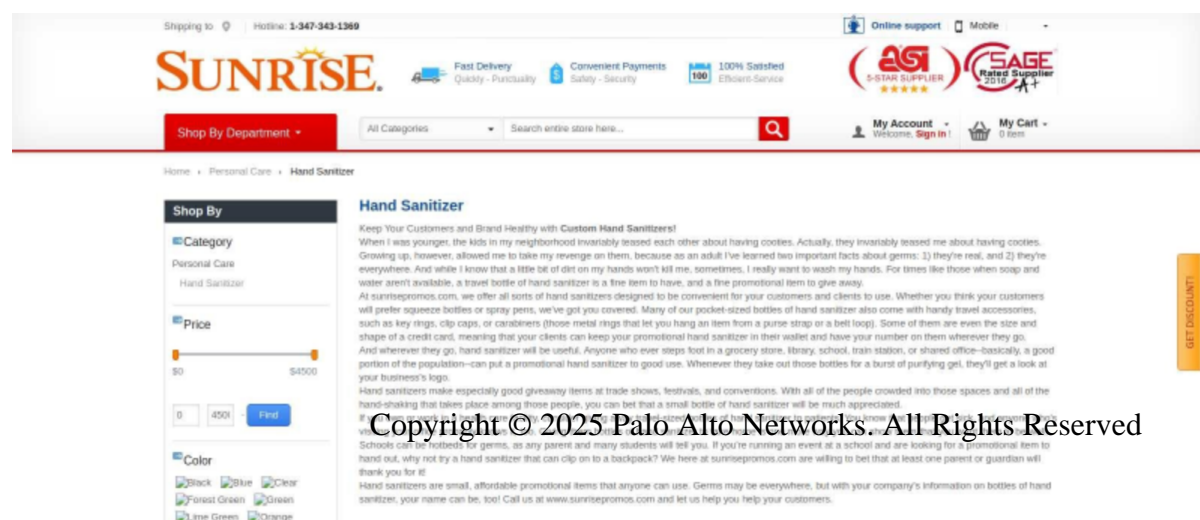 Shipping to Hotline: 1-347-343-1369 Online support Mobile
SUNRISE.
Fast Delivery
Quickly - Punctuality
Convenient Payments
Safety - Security
100
100% Satisfied
Efficient-Service
ASI
5-STAR SUPPLIER
SAGE
Rated Supplier
2016 A+
Shop By Department
All Categories
Search entire store here...
My Account
Welcome, Sign in !
My Cart
0 item
Home › Personal Care › Hand Sanitizer
Shop By
Category
Personal Care
Hand Sanitizer
Price
$0 $4500
0 450 - Find
Color
Black Blue Clear
Forest Green Green
Lime Green Orange
Hand Sanitizer
Keep Your Customers and Brand Healthy with Custom Hand Sanitizers!
When I was younger, the kids in my neighborhood invariably teased each other about having cooties. Actually, they invariably teased me about having cooties.
Growing up, however, allowed me to take my revenge on them, because as an adult I've learned two important facts about germs: 1) they're real, and 2) they're
everywhere. And while I know that a little bit of dirt on my hands won't kill me, sometimes, I really want to wash my hands. For times like those when soap and
water aren't available, a travel bottle of hand sanitizer is a fine item to have, and a fine promotional item to give away.
At sunrisepromos.com, we offer all sorts of hand sanitizers designed to be convenient for your customers and clients to use. Whether you think your customers
will prefer squeeze bottles or spray pens, we've got you covered. Many of our pocket-sized bottles of hand sanitizer also come with handy travel accessories,
such as key rings, clip caps, or carabiners (those metal rings that let you hang an item from a purse strap or a belt loop). Some of them are even the size and
shape of a credit card, meaning that your clients can keep your promotional hand sanitizer in their wallet and have your number on them wherever they go.
And wherever they go, hand sanitizer will be useful. Anyone who ever steps foot in a grocery store, library, school, train station, or shared office--basically, a good
portion of the population--can put a promotional hand sanitizer to good use. Whenever they take out those bottles for a burst of purifying gel, they'll get a look at
your business's logo.
Hand sanitizers make especially good giveaway items at trade shows, festivals, and conventions. With all of the people crowded into those spaces and all of the
hand-shaking that takes place among those people, you can bet that a small bottle of hand sanitizer will be much appreciated.
Copyright © 2025 Palo Alto Networks. All Rights Reserved
Schools can be hotbeds for germs, as any parent and many students will tell you. If you're running an event at a school and are looking for a promotional item to
hand out, why not try a hand sanitizer that can clip on to a backpack? We here at sunrisepromos.com are willing to bet that at least one parent or guardian will
thank you for it!
Hand sanitizers are small, affordable promotional items that anyone can use. Germs may be everywhere, but with your company's information on bottles of hand
sanitizer, your name can be, too! Call us at www.sunrisepromos.com and let us help you help your customers.
GET DISCOUNT!